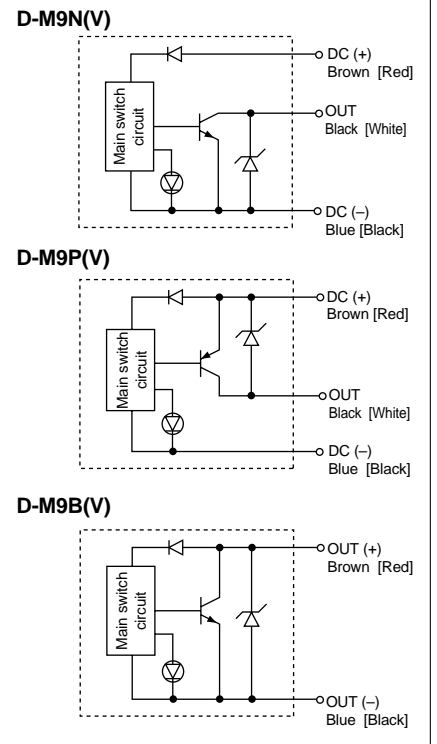 D-M9N(V)
DC (+)
Brown [Red]
OUT
Black [White]
Main switch
circuit
DC (–)
Blue [Black]
D-M9P(V)
DC (+)
Brown [Red]
Main switch
circuit
OUT
Black [White]
DC (–)
Blue [Black]
D-M9B(V)
OUT (+)
Brown [Red]
Main switch
circuit
OUT (–)
Blue [Black]